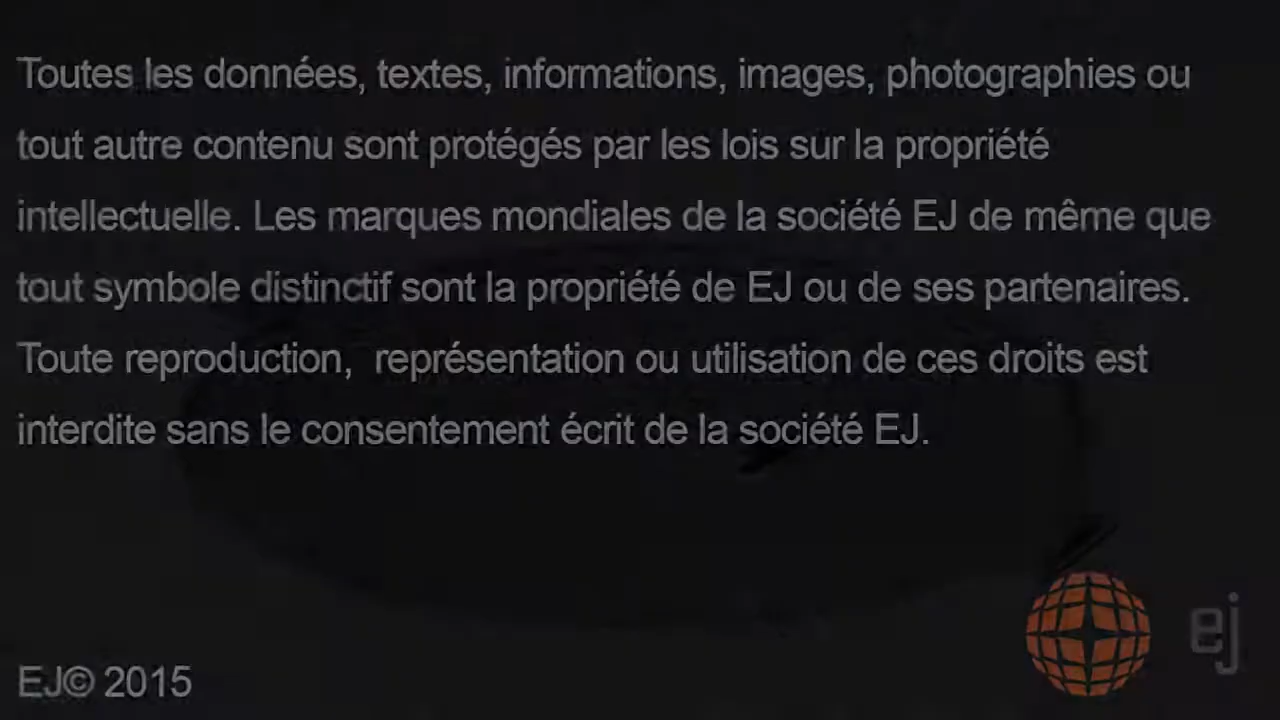 Toutes les données, textes, informations, images, photographies ou
tout autre contenu sont protégés par les lois sur la propriété
intellectuelle. Les marques mondiales de la société EJ de même que
tout symbole distinctif sont la propriété de EJ ou de ses partenaires.
Toute reproduction,  représentation ou utilisation de ces droits est
interdite sans le consentement écrit de la société EJ.
ej
EJ© 2015